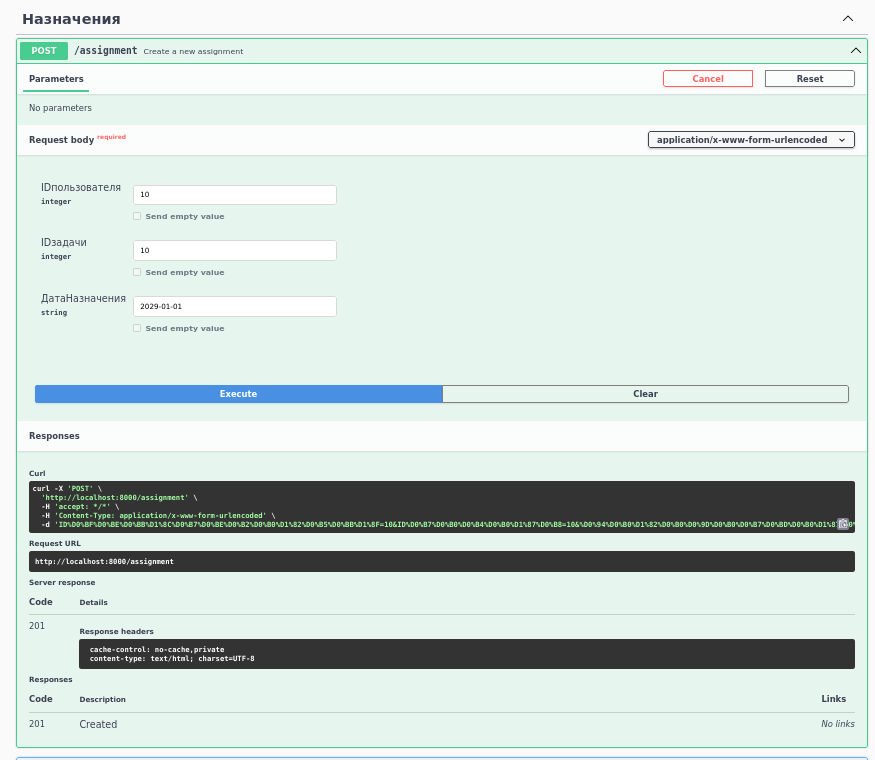 Назначения
POST /assignment Create a new assignment
Parameters Cancel Reset
No parameters
Request body required application/x-www-form-urlencoded
IDпользователя 10
integer
Send empty value
IDзадачи 10
integer
Send empty value
ДатаНазначения 2029-01-01
string
Send empty value
Execute Clear
Responses
Curl
curl -X 'POST' \
'http://localhost:8000/assignment' \
-H 'accept: */*' \
-H 'Content-Type: application/x-www-form-urlencoded' \
-d 'ID%D0%BF%D0%BE%D0%BB%D1%8C%D0%B7%D0%BE%D0%B2%D0%B0%D1%82%D0%B5%D0%BB%D1%8F=10&ID%D0%B7%D0%B0%D0%B4%D0%B0%D1%87%D0%B8=10&%D0%94%D0%B0%D1%82%D0%B0%D0%9D%D0%B0%D0%B7%D0%BD%D0%B0%D1%8
Request URL
http://localhost:8000/assignment
Server response
Code Details
201
Response headers
cache-control: no-cache,private
content-type: text/html; charset=UTF-8
Responses
Code Description Links
201 Created No links